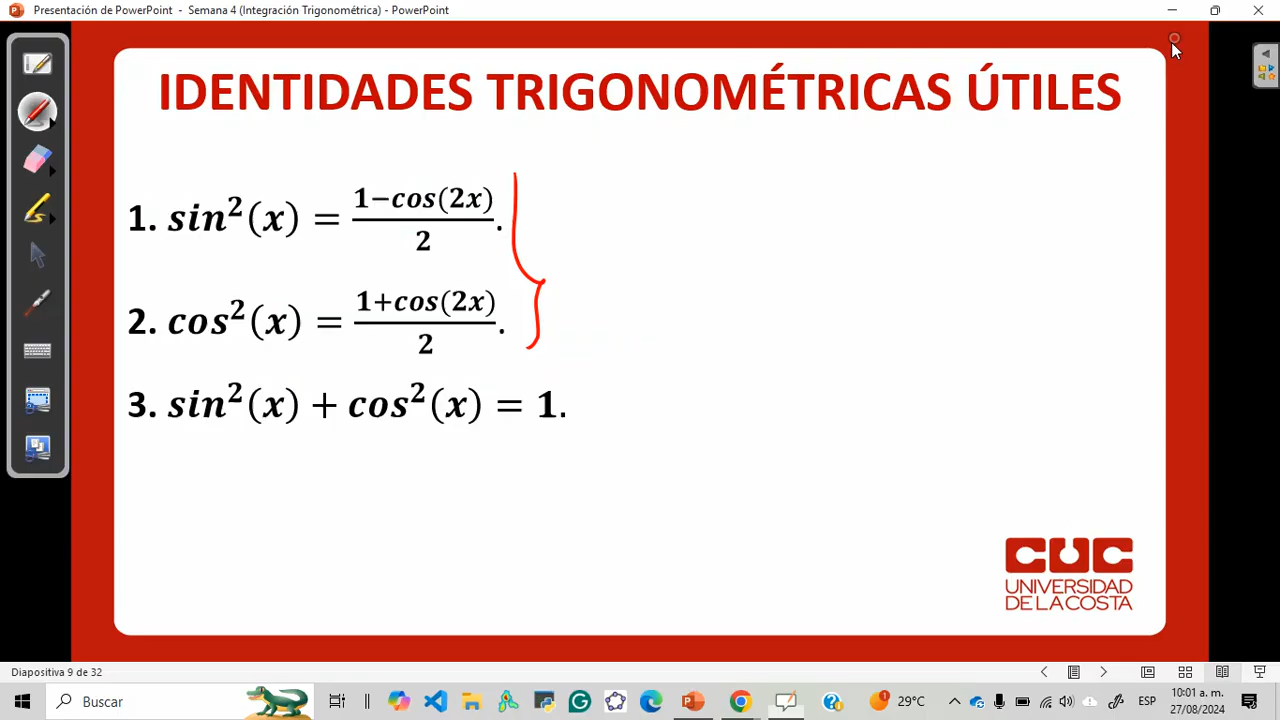 Presentación de PowerPoint - Semana 4 (Integración Trigonométrica) - PowerPoint
IDENTIDADES TRIGONOMÉTRICAS ÚTILES
1. sin²(x) = (1−cos(2x))/2.
2. cos²(x) = (1+cos(2x))/2.
3. sin²(x) + cos²(x) = 1.
CUC
UNIVERSIDAD
DE LA COSTA
Diapositiva 9 de 32
Buscar
1
29°C
ESP
10:01 a. m.
27/08/2024